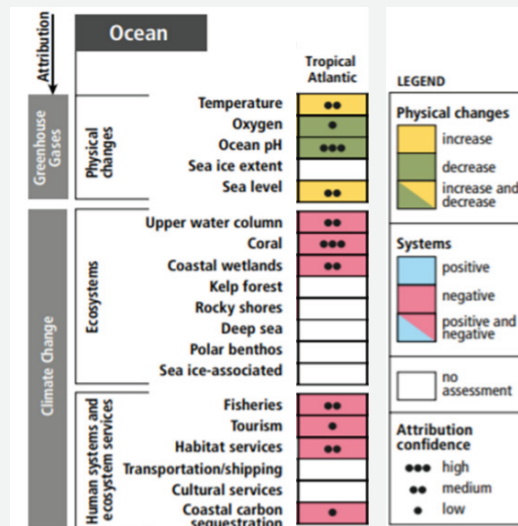 Attribution
Ocean
Tropical
Atlantic
Greenhouse
Gases
Physical
changes
Temperature
Oxygen
Ocean pH
Sea ice extent
Sea level
Climate Change
Ecosystems
Upper water column
Coral
Coastal wetlands
Kelp forest
Rocky shores
Deep sea
Polar benthos
Sea ice-associated
Human systems and
ecosystem services
Fisheries
Tourism
Habitat services
Transportation/shipping
Cultural services
Coastal carbon
sequestration
LEGEND
Physical changes
increase
decrease
increase and
decrease
Systems
positive
negative
positive and
negative
no
assessment
Attribution
confidence
high
medium
low